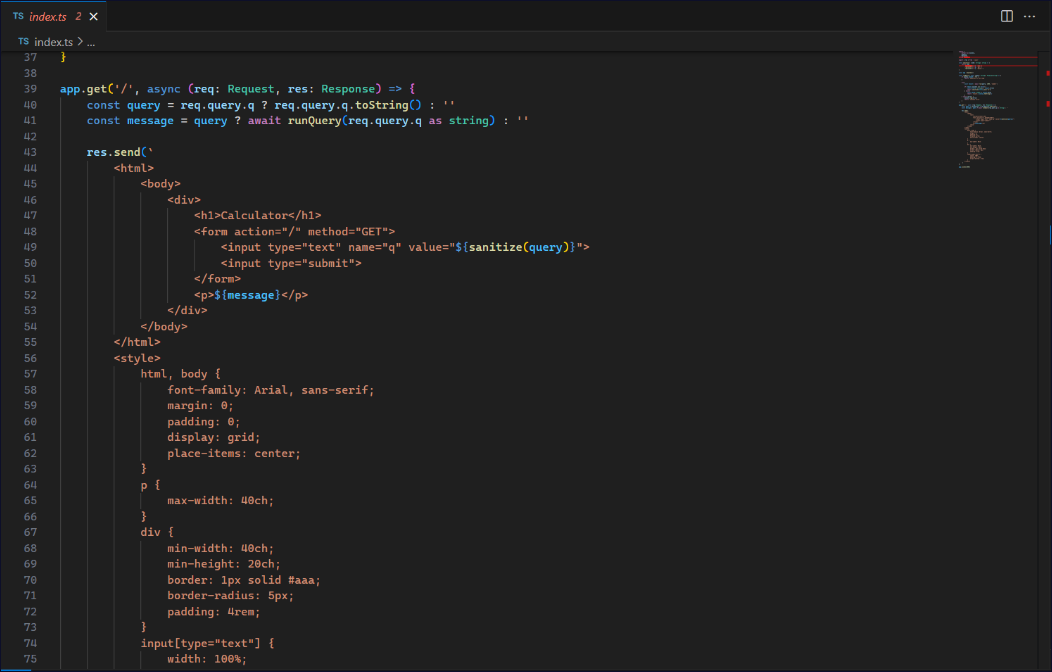 TS index.ts 2 ×
TS index.ts > ...
37 }
38
39 app.get('/', async (req: Request, res: Response) => {
40     const query = req.query.q ? req.query.q.toString() : ''
41     const message = query ? await runQuery(req.query.q as string) : ''
42
43     res.send(`
44         <html>
45             <body>
46                 <div>
47                     <h1>Calculator</h1>
48                     <form action="/" method="GET">
49                         <input type="text" name="q" value="${sanitize(query)}">
50                         <input type="submit">
51                     </form>
52                     <p>${message}</p>
53                 </div>
54             </body>
55         </html>
56         <style>
57             html, body {
58                 font-family: Arial, sans-serif;
59                 margin: 0;
60                 padding: 0;
61                 display: grid;
62                 place-items: center;
63             }
64             p {
65                 max-width: 40ch;
66             }
67             div {
68                 min-width: 40ch;
69                 min-height: 20ch;
70                 border: 1px solid #aaa;
71                 border-radius: 5px;
72                 padding: 4rem;
73             }
74             input[type="text"] {
75                 width: 100%;